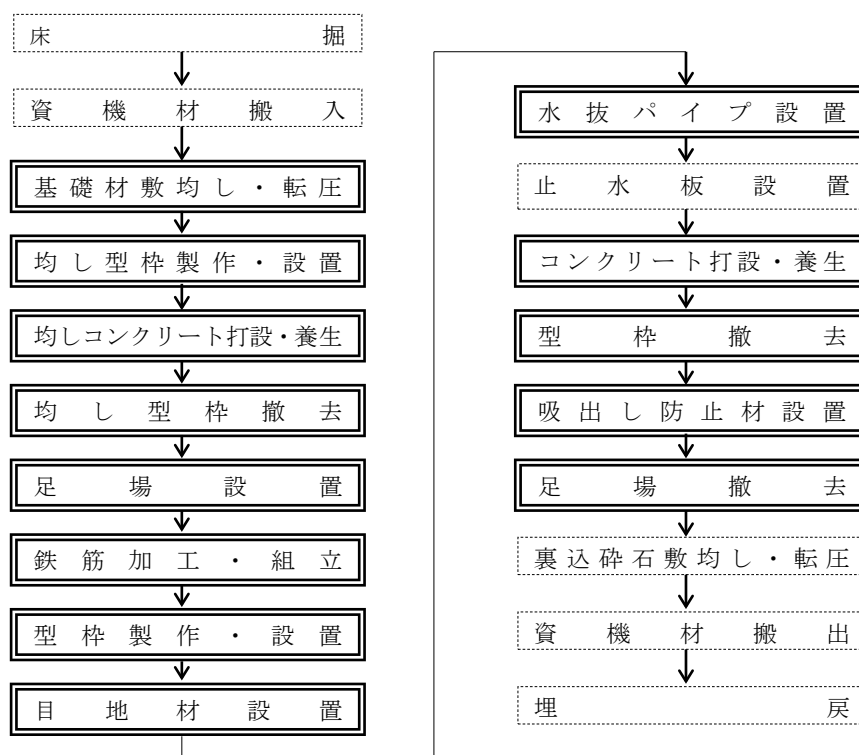 床掘
資機材搬入
基礎材敷均し・転圧
均し型枠製作・設置
均しコンクリート打設・養生
均し型枠撤去
足場設置
鉄筋加工・組立
型枠製作・設置
目地材設置
水抜パイプ設置
止水板設置
コンクリート打設・養生
型枠撤去
吸出し防止材設置
足場撤去
裏込砕石敷均し・転圧
資機材搬出
埋戻